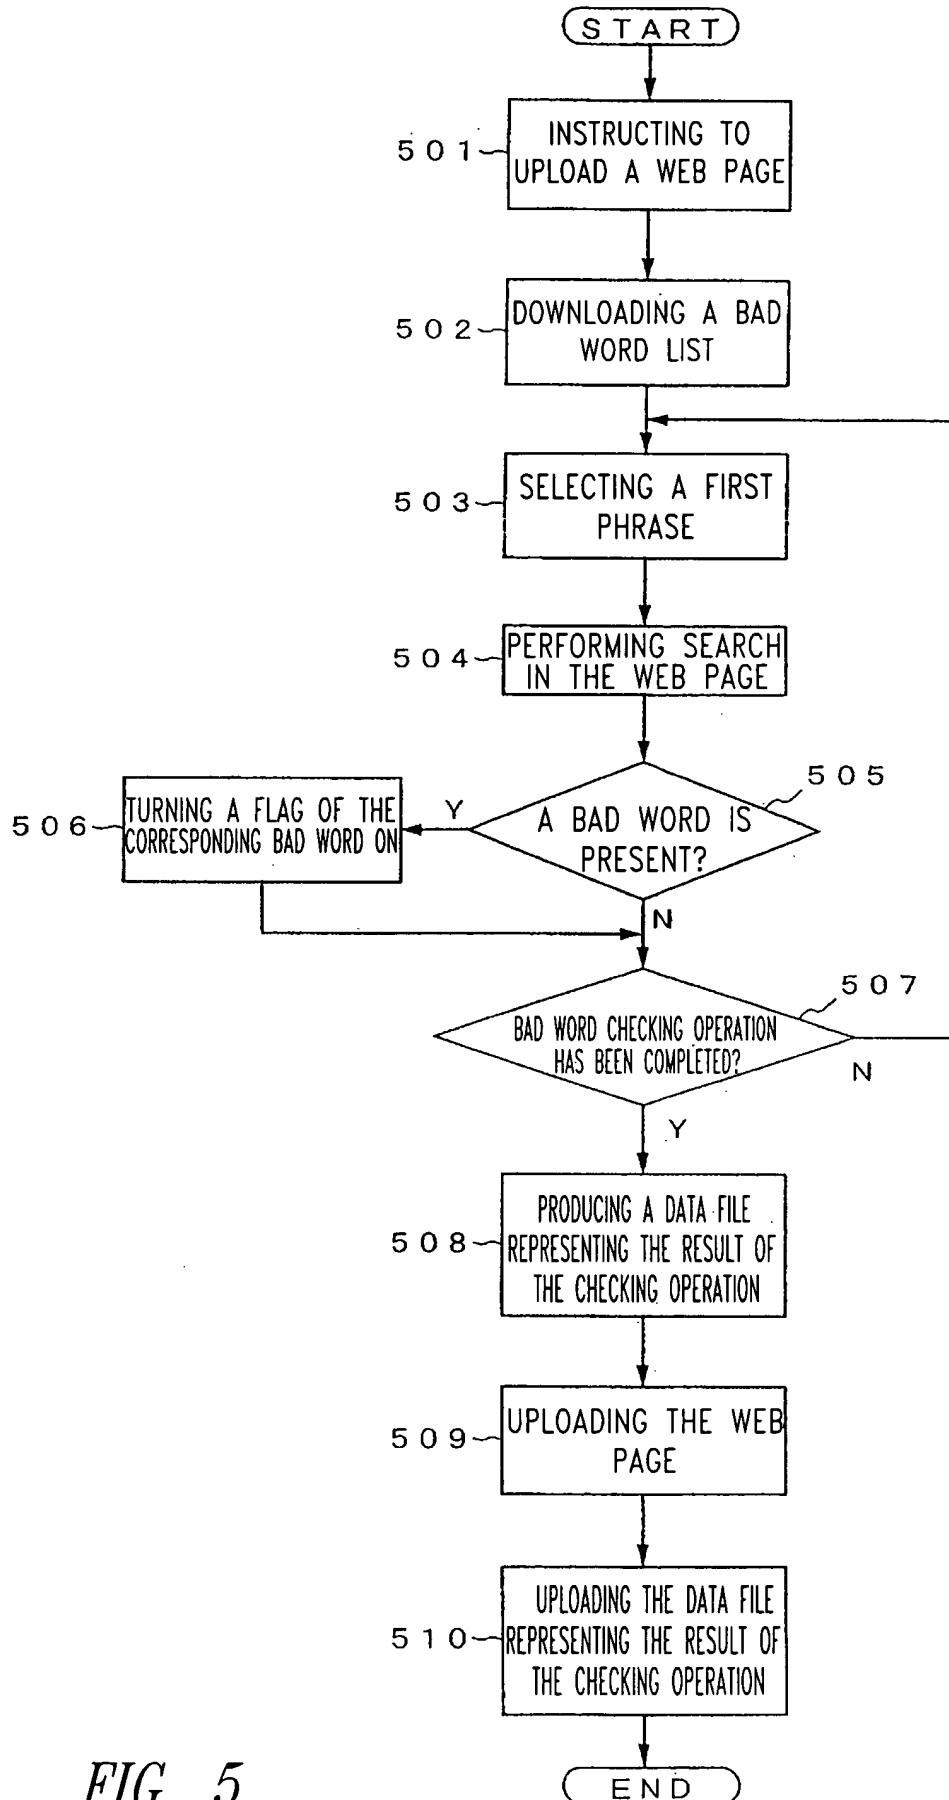 START
501
INSTRUCTING TO
UPLOAD A WEB PAGE
502
DOWNLOADING A BAD
WORD LIST
503
SELECTING A FIRST
PHRASE
504
PERFORMING SEARCH
IN THE WEB PAGE
505
A BAD WORD IS
PRESENT?
Y
506
TURNING A FLAG OF THE
CORRESPONDING BAD WORD ON
N
507
BAD WORD CHECKING OPERATION
HAS BEEN COMPLETED?
N
Y
508
PRODUCING A DATA FILE
REPRESENTING THE RESULT OF
THE CHECKING OPERATION
509
UPLOADING THE WEB
PAGE
510
UPLOADING THE DATA FILE
REPRESENTING THE RESULT OF
THE CHECKING OPERATION
END
FIG. 5